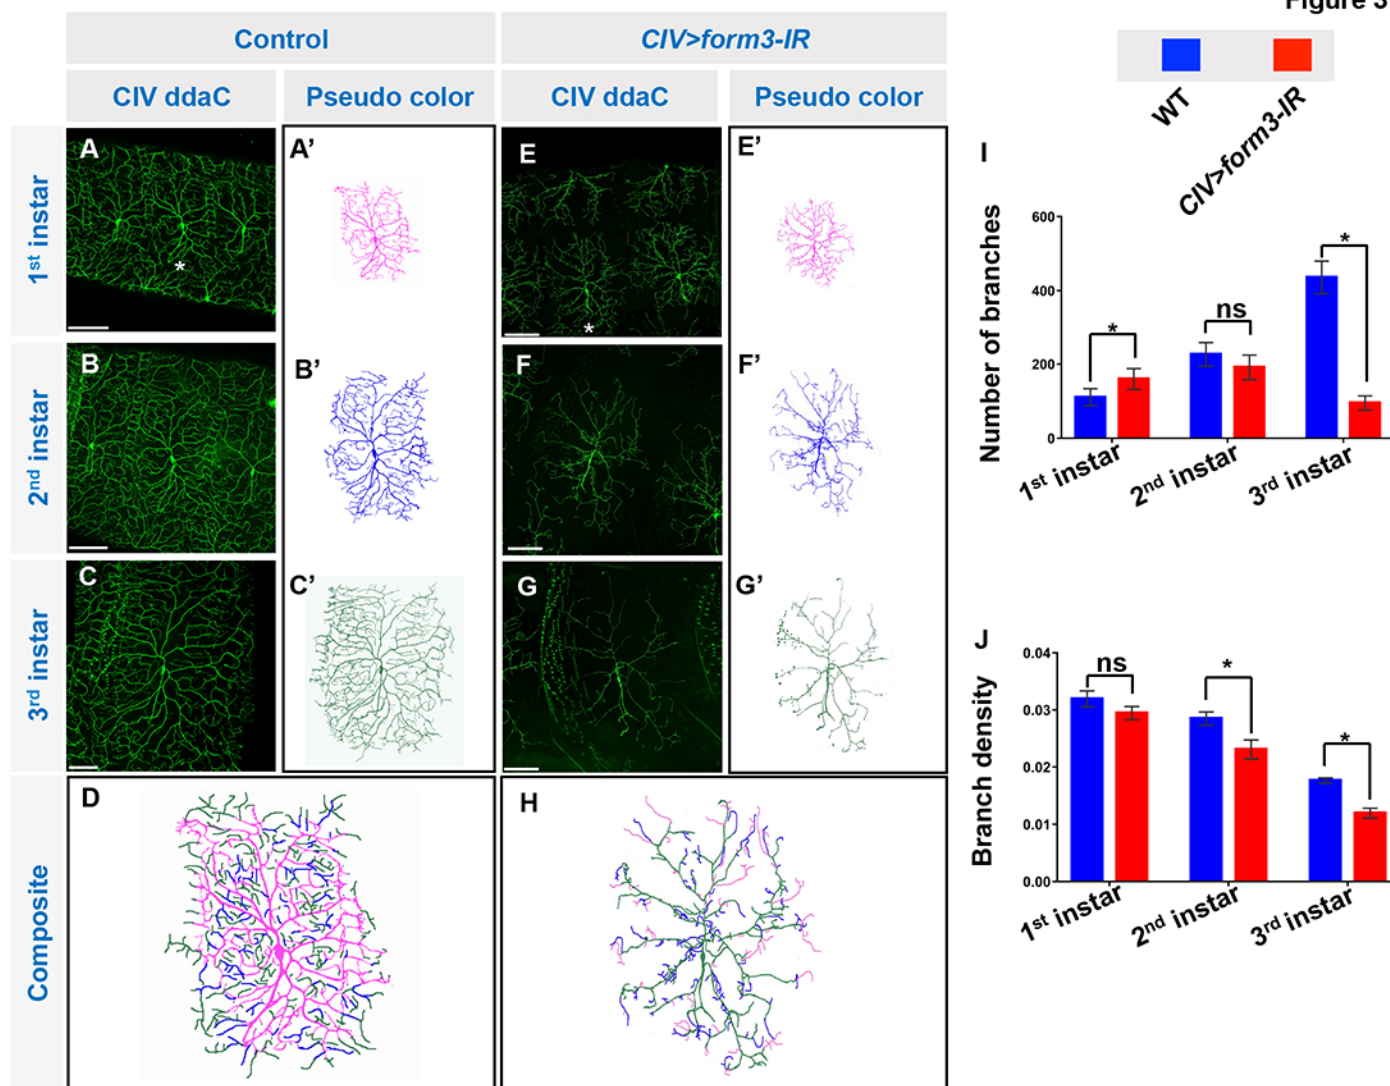 Figure 3
Control
CIV>form3-IR
CIV ddaC
Pseudo color
CIV ddaC
Pseudo color
1st instar
2nd instar
3rd instar
Composite
A
*
A’
B
B’
C
C’
D
E
*
E’
F
F’
G
G’
H
WT
CIV>form3-IR
I
Number of branches
600
400
200
0
*
ns
*
1st instar
2nd instar
3rd instar
J
Branch density
0.04
0.03
0.02
0.01
0.00
ns
*
*
1st instar
2nd instar
3rd instar